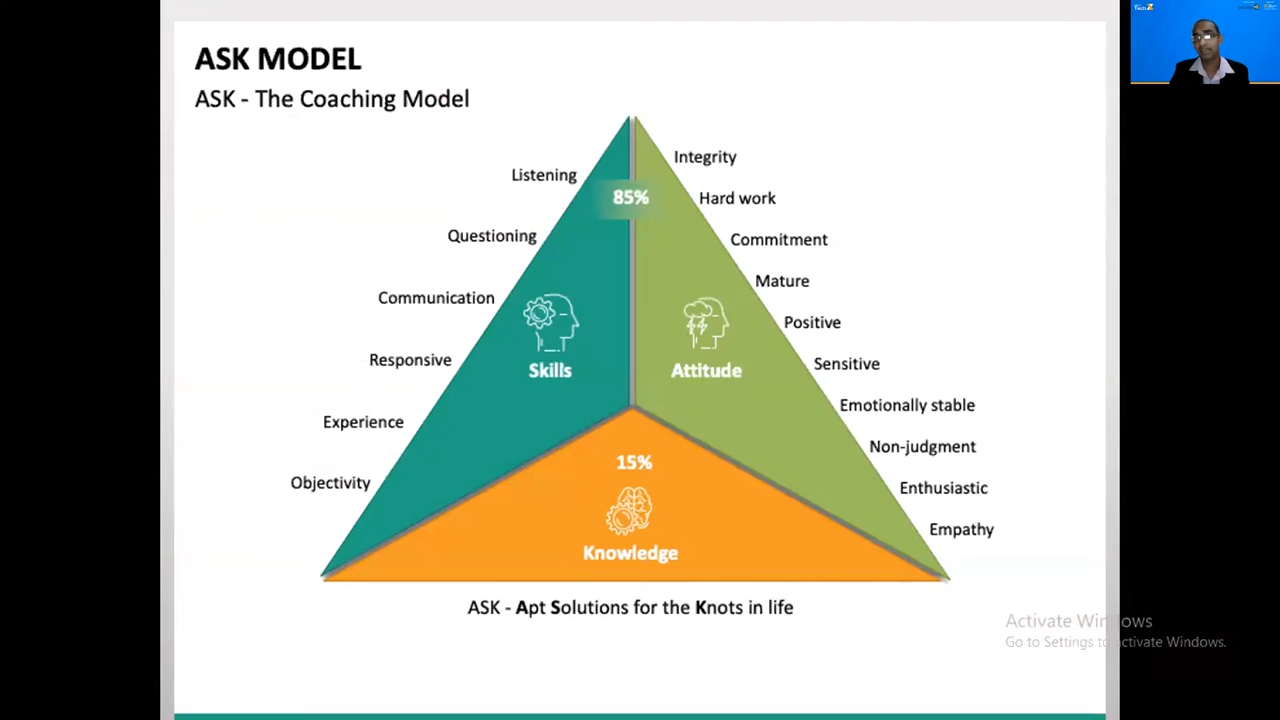 ASK MODEL
ASK - The Coaching Model
Listening
Questioning
Communication
Responsive
Experience
Objectivity
85%
Skills
Attitude
Integrity
Hard work
Commitment
Mature
Positive
Sensitive
Emotionally stable
Non-judgment
Enthusiastic
Empathy
15%
Knowledge
ASK - Apt Solutions for the Knots in life
Activate Windows
Go to Settings to activate Windows.
Tech